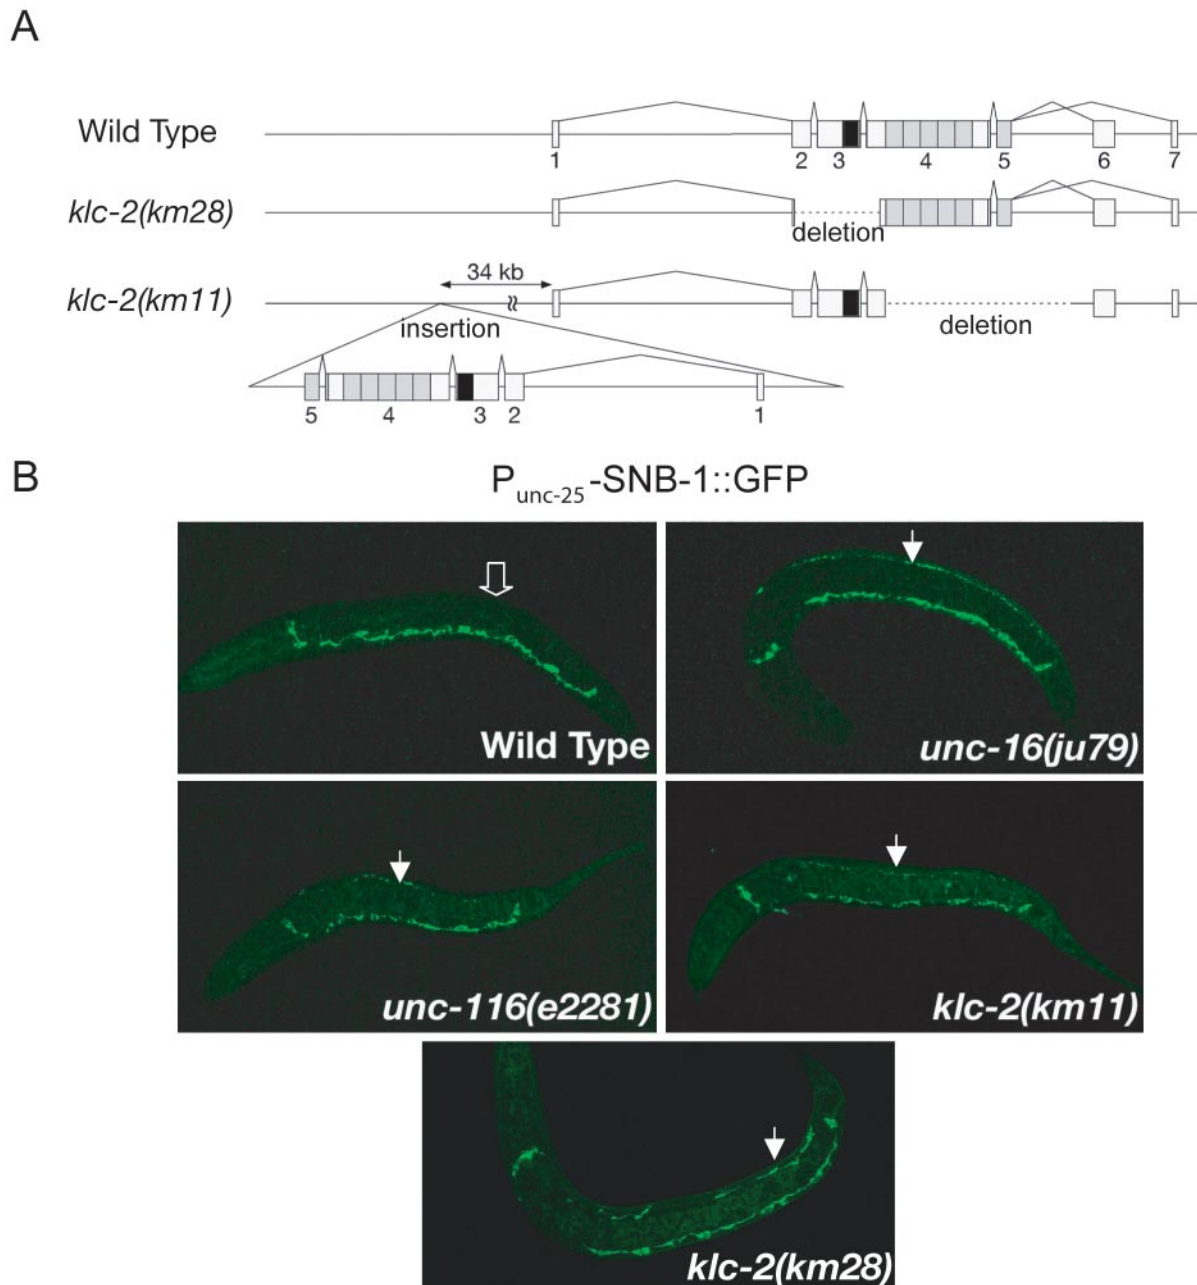 A
Wild Type
1 2 3 4 5 6 7
klc-2(km28)
deletion
klc-2(km11)
34 kb
insertion
deletion
5 4 3 2 1
B
Punc-25-SNB-1::GFP
Wild Type
unc-16(ju79)
unc-116(e2281)
klc-2(km11)
klc-2(km28)